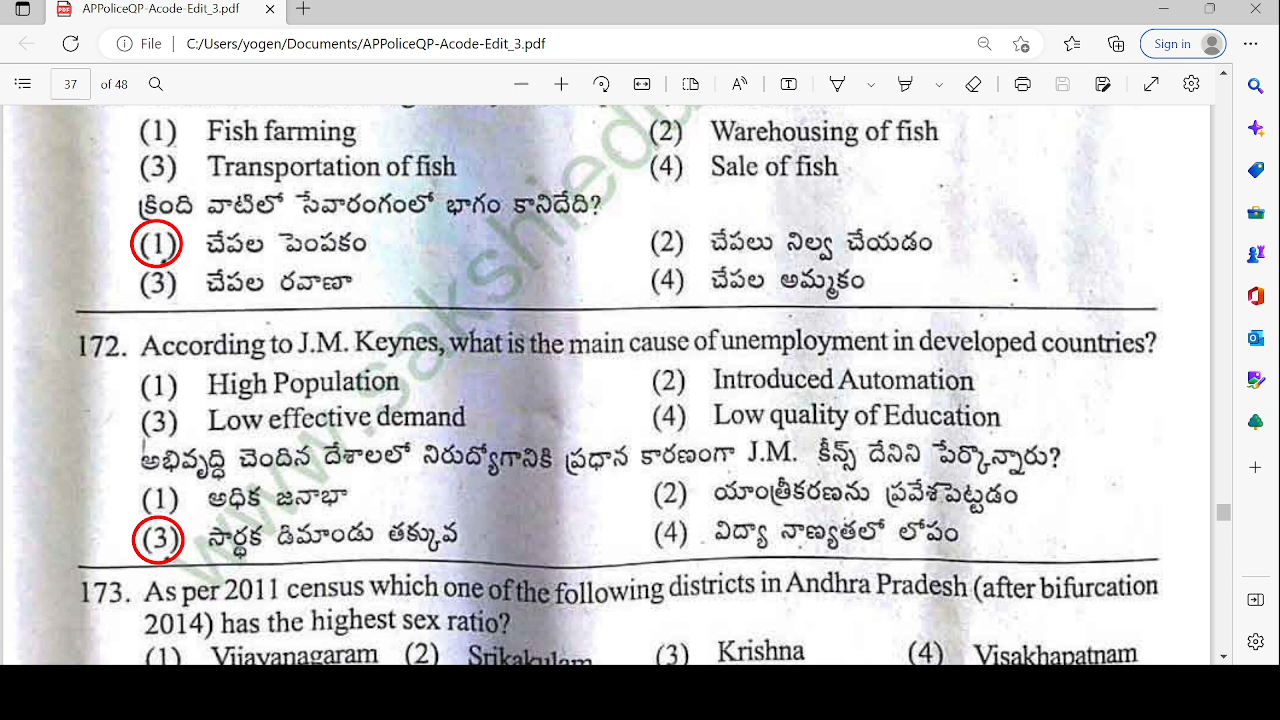 APPoliceQP-Acode-Edit_3.pdf
File | C:/Users/yogen/Documents/APPoliceQP-Acode-Edit_3.pdf
Sign in
37 of 48
(1) Fish farming (2) Warehousing of fish
(3) Transportation of fish (4) Sale of fish
క్రింది వాటిలో సేవారంగంలో భాగం కానిదేది?
(1) చేపల పెంపకం (2) చేపలు నిల్వ చేయడం
(3) చేపల రవాణా (4) చేపల అమ్మకం
172. According to J.M. Keynes, what is the main cause of unemployment in developed countries?
(1) High Population (2) Introduced Automation
(3) Low effective demand (4) Low quality of Education
అభివృద్ధి చెందిన దేశాలలో నిరుద్యోగానికి ప్రధాన కారణంగా J.M. కీన్స్ దేనిని పేర్కొన్నారు?
(1) అధిక జనాభా (2) యాంత్రీకరణను ప్రవేశపెట్టడం
(3) సార్థక డిమాండు తక్కువ (4) విద్యా నాణ్యతలో లోపం
173. As per 2011 census which one of the following districts in Andhra Pradesh (after bifurcation
2014) has the highest sex ratio?
(1) Vijayanagaram (2) Srikakulam (3) Krishna (4) Visakhapatnam